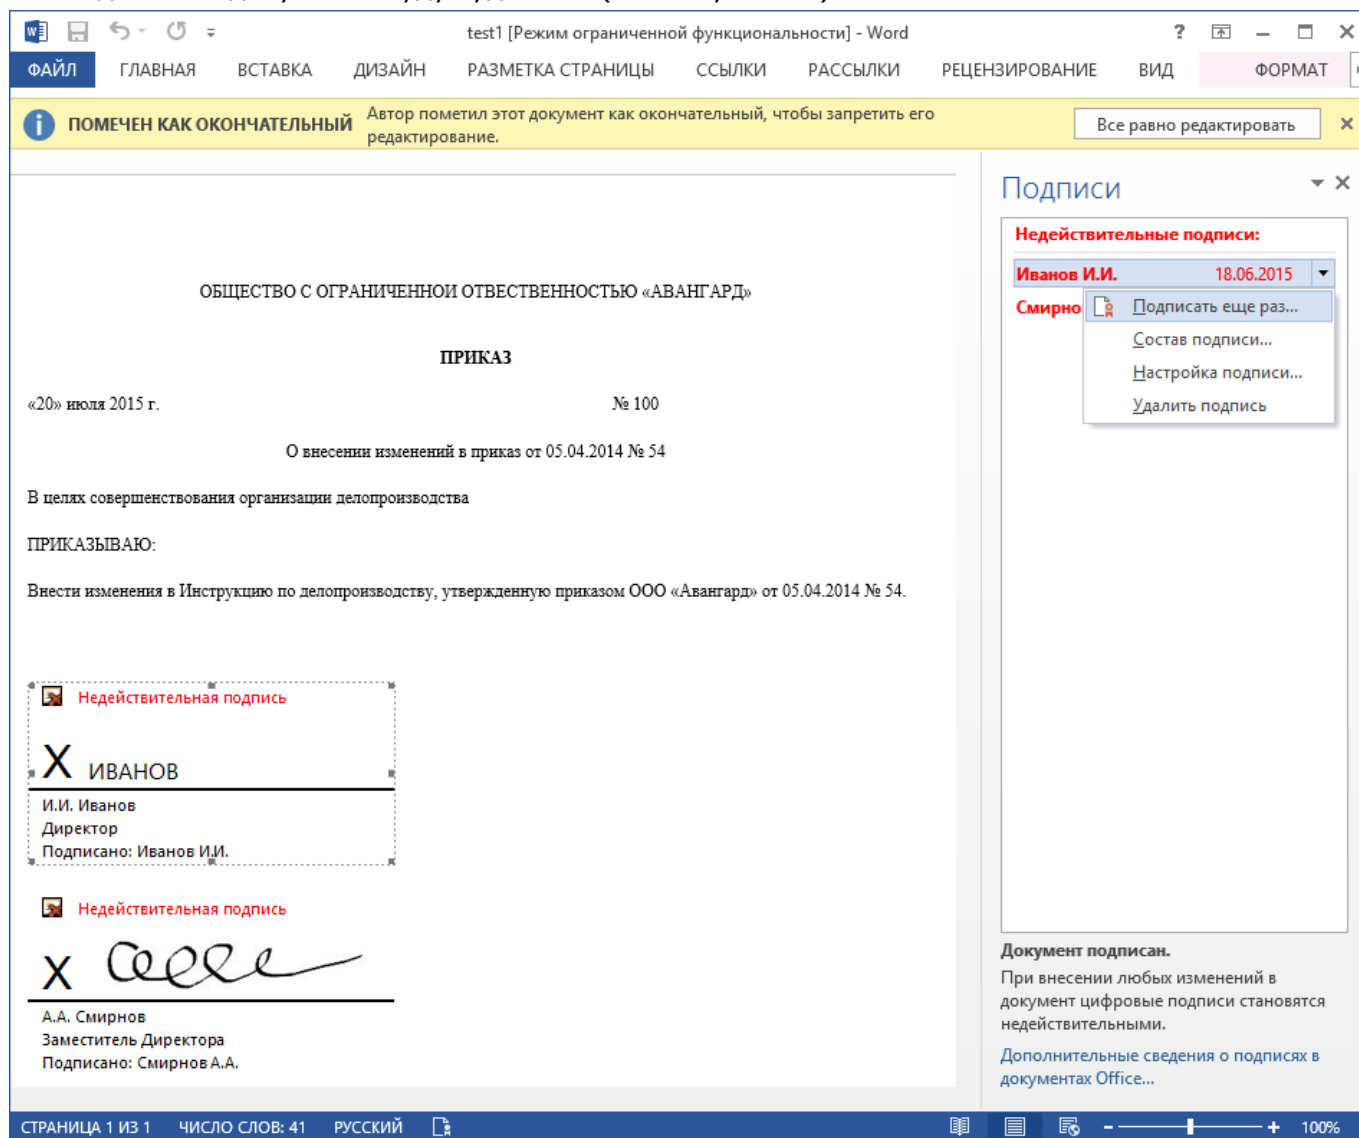 test1 [Режим ограниченной функциональности] - Word
ФАЙЛ ГЛАВНАЯ ВСТАВКА ДИЗАЙН РАЗМЕТКА СТРАНИЦЫ ССЫЛКИ РАССЫЛКИ РЕЦЕНЗИРОВАНИЕ ВИД ФОРМАТ
ПОМЕЧЕН КАК ОКОНЧАТЕЛЬНЫЙ Автор пометил этот документ как окончательный, чтобы запретить его
редактирование.
Все равно редактировать
ОБЩЕСТВО С ОГРАНИЧЕННОЙ ОТВЕСТВЕННОСТЬЮ «АВАНГАРД»
ПРИКАЗ
«20» июля 2015 г. № 100
О внесении изменений в приказ от 05.04.2014 № 54
В целях совершенствования организации делопроизводства
ПРИКАЗЫВАЮ:
Внести изменения в Инструкцию по делопроизводству, утвержденную приказом ООО «Авангард» от 05.04.2014 № 54.
Недействительная подпись
X ИВАНОВ
И.И. Иванов
Директор
Подписано: Иванов И.И.
Недействительная подпись
X
А.А. Смирнов
Заместитель Директора
Подписано: Смирнов А.А.
Подписи
Недействительные подписи:
Иванов И.И. 18.06.2015
Смирно
Подписать еще раз...
Состав подписи...
Настройка подписи...
Удалить подпись
Документ подписан.
При внесении любых изменений в
документ цифровые подписи становятся
недействительными.
Дополнительные сведения о подписях в
документах Office...
СТРАНИЦА 1 ИЗ 1 ЧИСЛО СЛОВ: 41 РУССКИЙ 100%